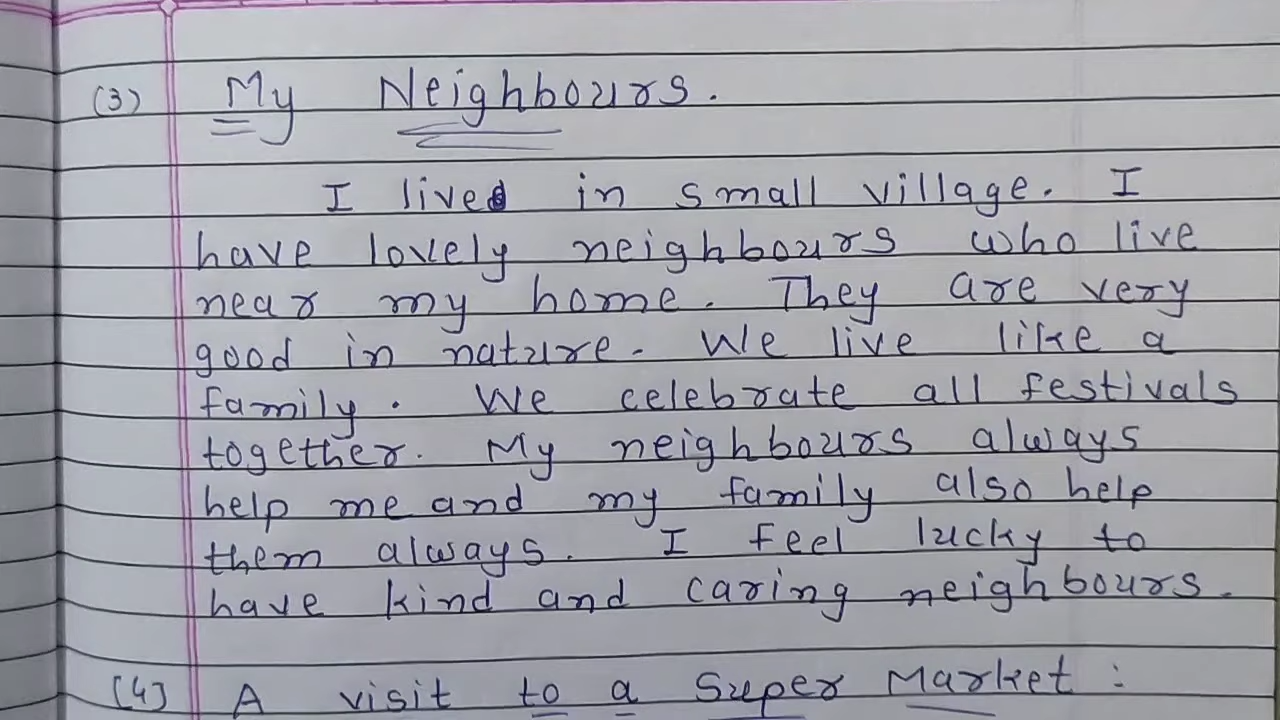 (3) My Neighbours.
I lived in small village. I
have lovely neighbours who live
near my home. They are very
good in nature. We live like a
family. We celebrate all festivals
together. My neighbours always
help me and my family also help
them always. I feel lucky to
have kind and caring neighbours.
(4) A visit to a Super Market :